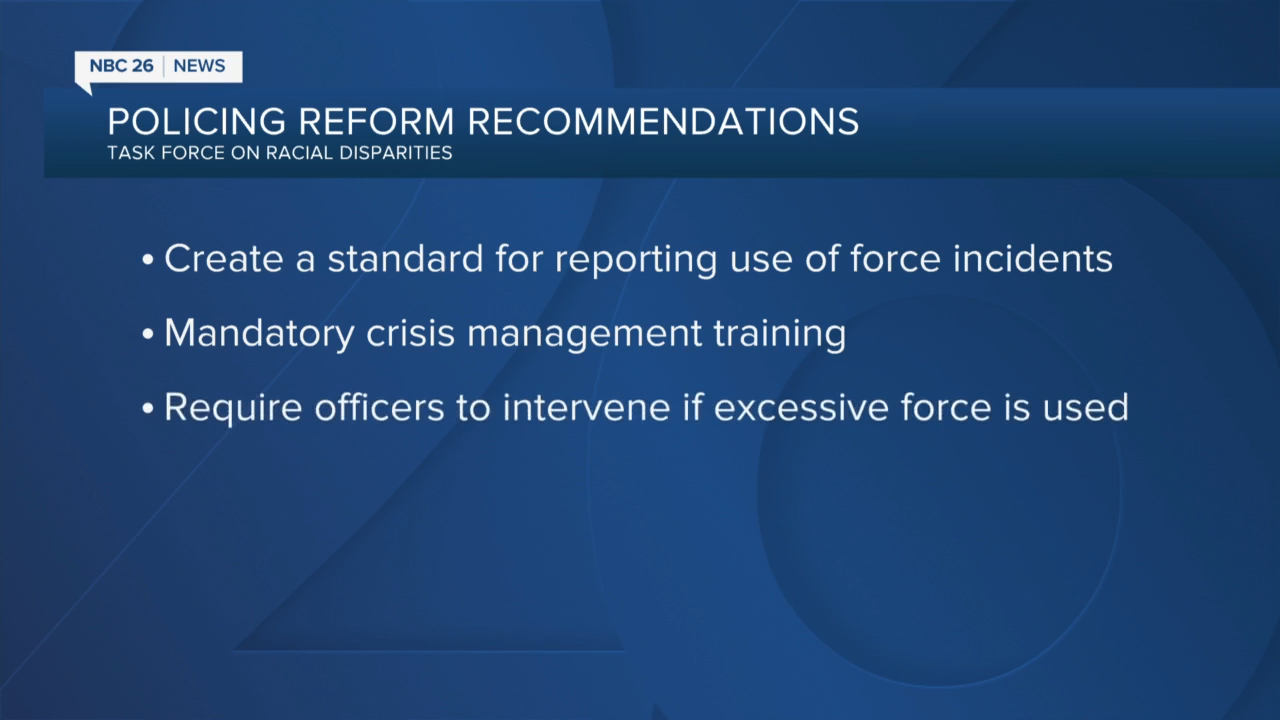 NBC 26 | NEWS
POLICING REFORM RECOMMENDATIONS
TASK FORCE ON RACIAL DISPARITIES
• Create a standard for reporting use of force incidents
• Mandatory crisis management training
• Require officers to intervene if excessive force is used
26